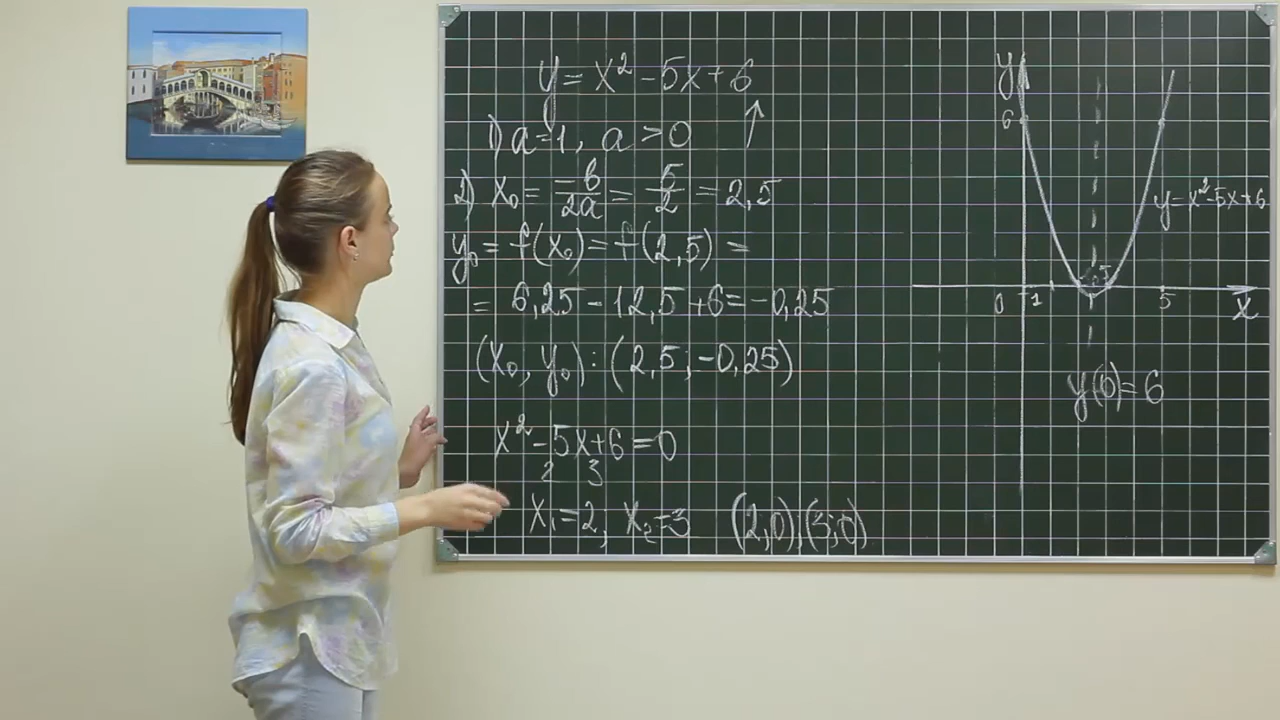 y = x² - 5x + 6
1) a = 1, a > 0 ↑
2) x₀ = -b/2a = 5/2 = 2,5
y₀ = f(x₀) = f(2,5) =
= 6,25 - 12,5 + 6 = -0,25
(x₀, y₀) : (2,5 ; -0,25)
x² - 5x + 6 = 0
2 3
x₁ = 2, x₂ = 3 (2;0), (3;0)
y
6
y = x² - 5x + 6
0 1 5 x
y(0) = 6